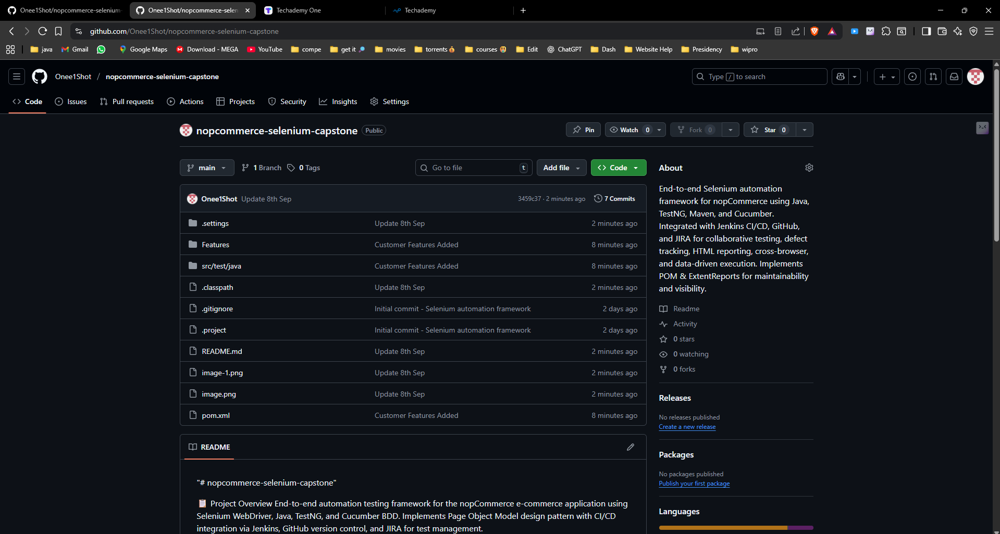 Onee1Shot/nopcommerce-selenium-
Onee1Shot/nopcommerce-selen
Techademy One
Techademy
github.com/Onee1Shot/nopcommerce-selenium-capstone
java
Gmail
Google Maps
Download - MEGA
YouTube
compe
get it
movies
torrents
courses
Edit
ChatGPT
Dash
Website Help
Presidency
wipro
Onee1Shot / nopcommerce-selenium-capstone
Type / to search
Code
Issues
Pull requests
Actions
Projects
Security
Insights
Settings
nopcommerce-selenium-capstone Public
Pin
Watch 0
Fork 0
Star 0
main
1 Branch
0 Tags
Go to file t
Add file
Code
Onee1Shot Update 8th Sep 3459c37 · 2 minutes ago 7 Commits
.settings Update 8th Sep 2 minutes ago
Features Customer Features Added 8 minutes ago
src/test/java Customer Features Added 8 minutes ago
.classpath Update 8th Sep 2 minutes ago
.gitignore Initial commit - Selenium automation framework 2 days ago
.project Initial commit - Selenium automation framework 2 days ago
README.md Update 8th Sep 2 minutes ago
image-1.png Update 8th Sep 2 minutes ago
image.png Update 8th Sep 2 minutes ago
pom.xml Customer Features Added 8 minutes ago
README
"# nopcommerce-selenium-capstone"
📋 Project Overview End-to-end automation testing framework for the nopCommerce e-commerce application using
Selenium WebDriver, Java, TestNG, and Cucumber BDD. Implements Page Object Model design pattern with CI/CD
integration via Jenkins, GitHub version control, and JIRA for test management.
About
End-to-end Selenium automation
framework for nopCommerce using Java,
TestNG, Maven, and Cucumber.
Integrated with Jenkins CI/CD, GitHub,
and JIRA for collaborative testing, defect
tracking, HTML reporting, cross-browser,
and data-driven execution. Implements
POM & ExtentReports for maintainability
and visibility.
Readme
Activity
0 stars
0 watching
0 forks
Releases
No releases published
Create a new release
Packages
No packages published
Publish your first package
Languages